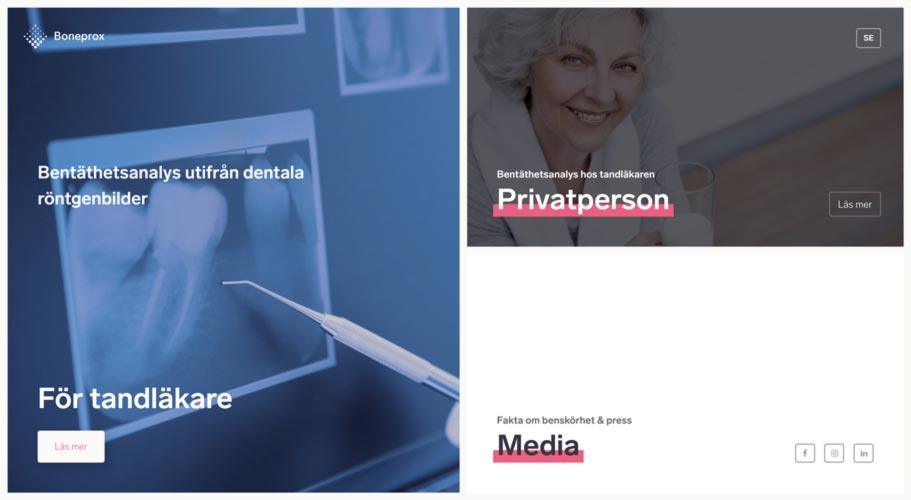 Boneprox
Bentäthetsanalys utifrån dentala
röntgenbilder
För tandläkare
Läs mer
SE
Bentäthetsanalys hos tandläkaren
Privatperson
Läs mer
Fakta om benskörhet & press
Media
f
in